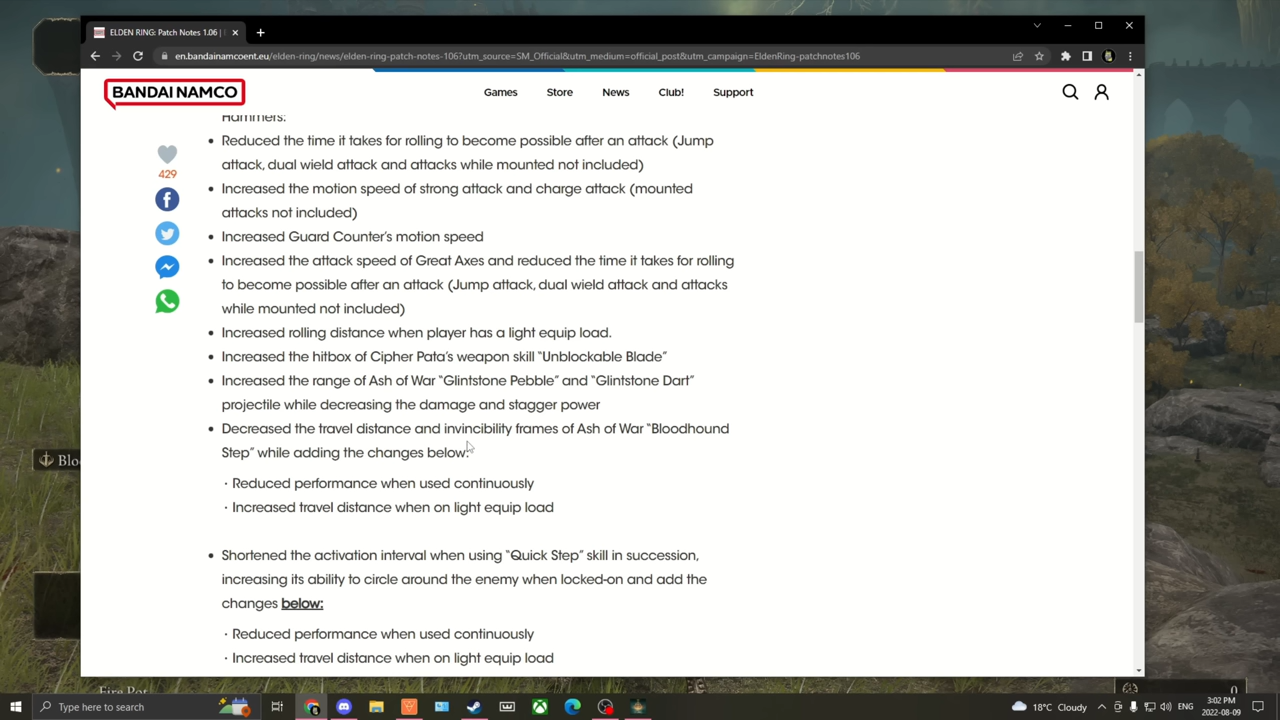 ELDEN RING: Patch Notes 1.06 |
en.bandainamcoent.eu/elden-ring/news/elden-ring-patch-notes-106?utm_source=SM_Official&utm_medium=official_post&utm_campaign=EldenRing-patchnotes106
BANDAI NAMCO
Games Store News Club! Support
Hammers:
429
• Reduced the time it takes for rolling to become possible after an attack (Jump
attack, dual wield attack and attacks while mounted not included)
• Increased the motion speed of strong attack and charge attack (mounted
attacks not included)
• Increased Guard Counter's motion speed
• Increased the attack speed of Great Axes and reduced the time it takes for rolling
to become possible after an attack (Jump attack, dual wield attack and attacks
while mounted not included)
• Increased rolling distance when player has a light equip load.
• Increased the hitbox of Cipher Pata's weapon skill “Unblockable Blade”
• Increased the range of Ash of War “Glintstone Pebble” and “Glintstone Dart”
projectile while decreasing the damage and stagger power
• Decreased the travel distance and invincibility frames of Ash of War “Bloodhound
Step” while adding the changes below:
· Reduced performance when used continuously
· Increased travel distance when on light equip load
• Shortened the activation interval when using “Quick Step” skill in succession,
increasing its ability to circle around the enemy when locked-on and add the
changes below:
· Reduced performance when used continuously
· Increased travel distance when on light equip load
Blo
Fire Pot
0
Type here to search
18°C Cloudy
3:02 PM
2022-08-09